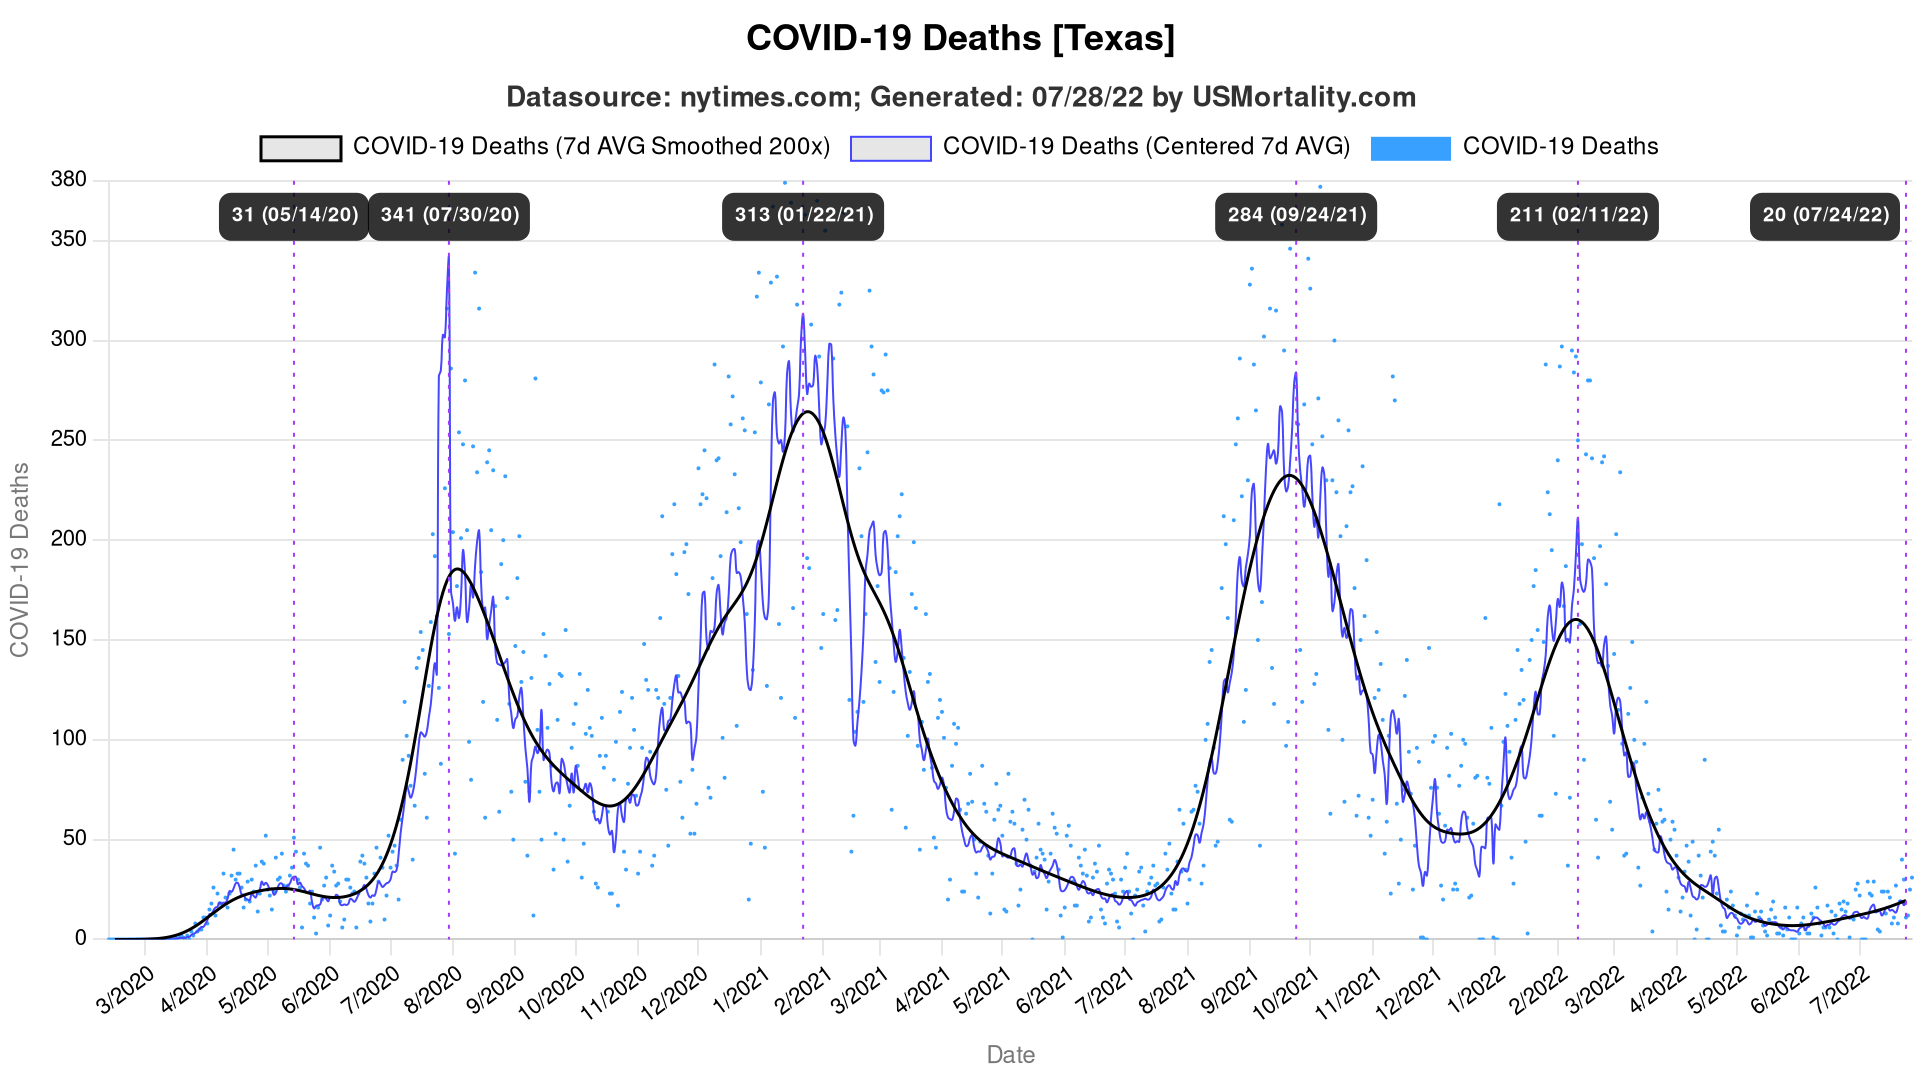 COVID-19 Deaths [Texas]
Datasource: nytimes.com; Generated: 07/28/22 by USMortality.com
COVID-19 Deaths (7d AVG Smoothed 200x) COVID-19 Deaths (Centered 7d AVG) COVID-19 Deaths
380
31 (05/14/20) 341 (07/30/20) 313 (01/22/21) 284 (09/24/21) 211 (02/11/22) 20 (07/24/22)
350
300
250
200
150
100
50
0
COVID-19 Deaths
3/2020 4/2020 5/2020 6/2020 7/2020 8/2020 9/2020 10/2020 11/2020 12/2020 1/2021 2/2021 3/2021 4/2021 5/2021 6/2021 7/2021 8/2021 9/2021 10/2021 11/2021 12/2021 1/2022 2/2022 3/2022 4/2022 5/2022 6/2022 7/2022
Date